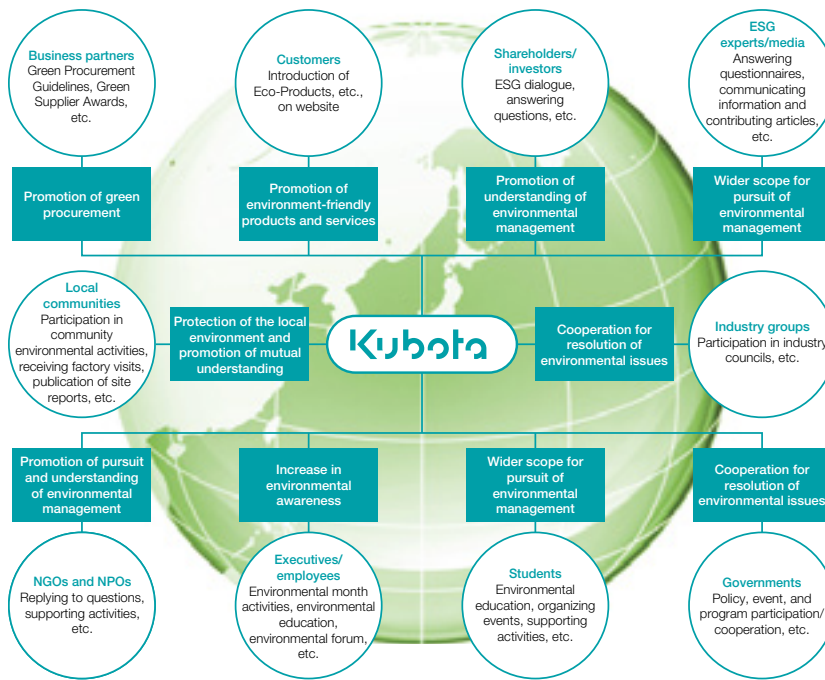 Business partners
Green Procurement
Guidelines, Green
Supplier Awards,
etc.
Customers
Introduction of
Eco-Products, etc.,
on website
Shareholders/
investors
ESG dialogue,
answering
questions, etc.
ESG
experts/media
Answering
questionnaires,
communicating
information and
contributing articles,
etc.
Promotion of green
procurement
Promotion of
environment-friendly
products and services
Promotion of
understanding of
environmental
management
Wider scope for
pursuit of
environmental
management
Local
communities
Participation in
community
environmental activities,
receiving factory visits,
publication of site
reports, etc.
Protection of the local
environment and
promotion of mutual
understanding
Kubota
Cooperation for
resolution of
environmental issues
Industry groups
Participation in industry
councils, etc.
Promotion of pursuit
and understanding
of environmental
management
Increase in
environmental
awareness
Wider scope for
pursuit of
environmental
management
Cooperation for
resolution of
environmental issues
NGOs and NPOs
Replying to questions,
supporting activities,
etc.
Executives/
employees
Environmental month
activities, environmental
education,
environmental forum,
etc.
Students
Environmental
education, organizing
events, supporting
activities, etc.
Governments
Policy, event, and
program participation/
cooperation, etc.